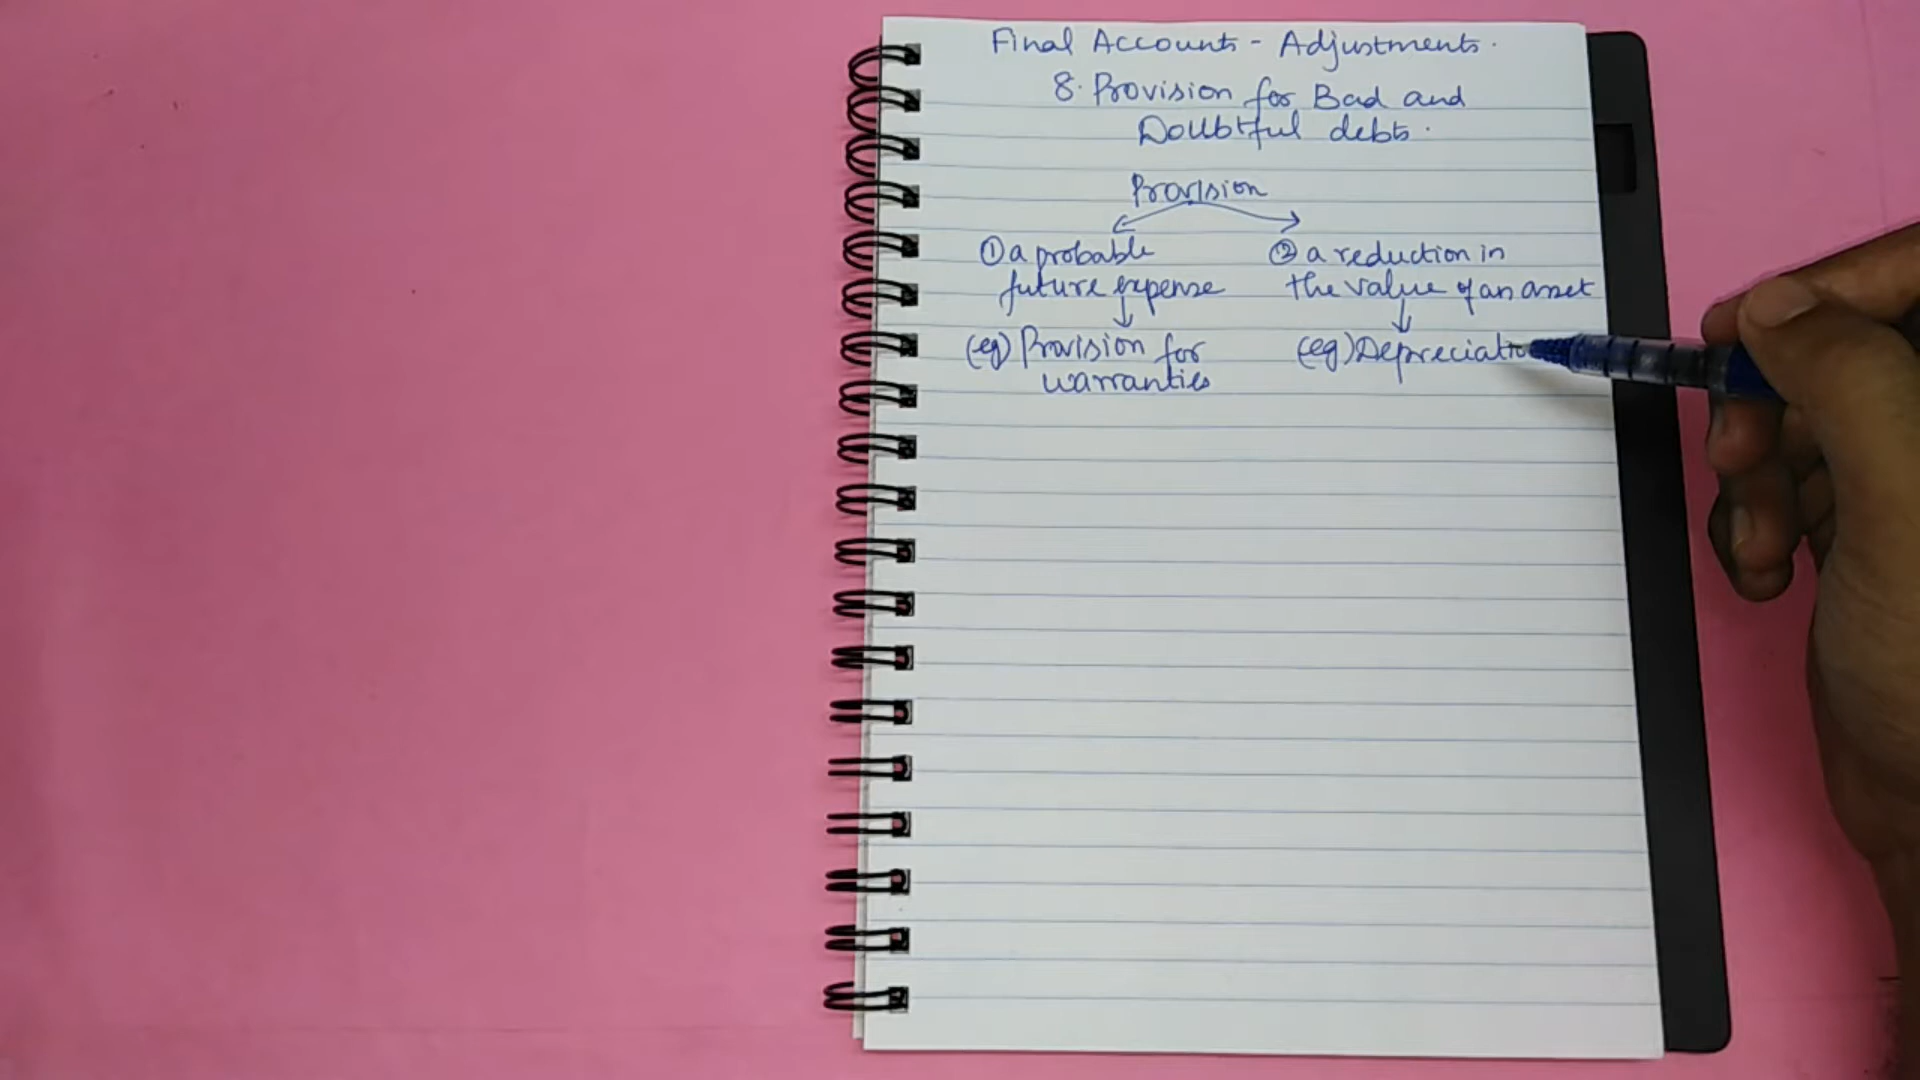 Final Accounts - Adjustments.
8. Provision for Bad and
Doubtful debts.
Provision
① a probable
future expense
(eg) Provision for
warranties
② a reduction in
the value of an asset
(eg) Depreciatio